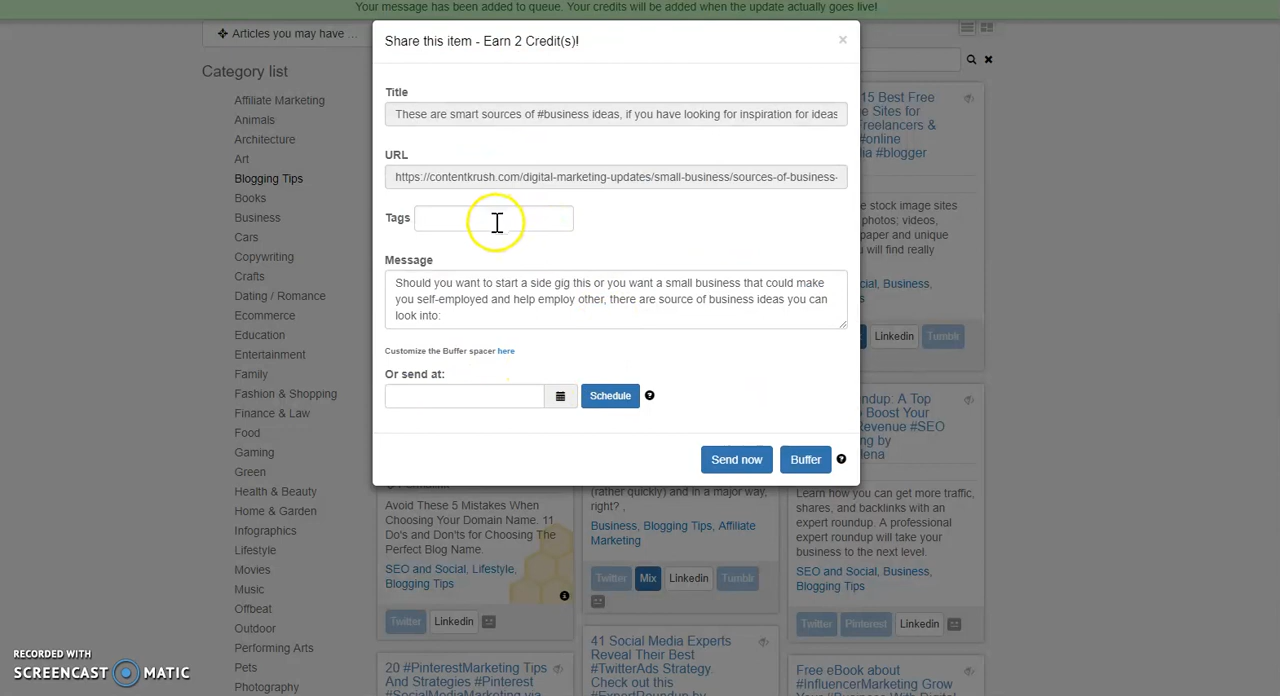 Your message has been added to queue. Your credits will be added when the update actually goes live!
Articles you may have ...
Category list
Affiliate Marketing
Animals
Architecture
Art
Blogging Tips
Books
Business
Cars
Copywriting
Crafts
Dating / Romance
Ecommerce
Education
Entertainment
Family
Fashion & Shopping
Finance & Law
Food
Gaming
Green
Health & Beauty
Home & Garden
Infographics
Lifestyle
Movies
Music
Offbeat
Outdoor
Performing Arts
Pets
Photography
Share this item - Earn 2 Credit(s)!
×
Title
These are smart sources of #business ideas, if you have looking for inspiration for ideas
URL
https://contentkrush.com/digital-marketing-updates/small-business/sources-of-business-
Tags
Message
Should you want to start a side gig this or you want a small business that could make
you self-employed and help employ other, there are source of business ideas you can
look into:
Customize the Buffer spacer here
Or send at:
Schedule
?
Send now
Buffer
?
15 Best Free
e Sites for
reelancers &
#online
ia #blogger
e stock image sites
photos; videos,
paper and unique
u will find really
cial, Business,
Linkedin
Tumblr
undup: A Top
Boost Your
Revenue #SEO
ing by
lena
Learn how you can get more traffic,
shares, and backlinks with an
expert roundup. A professional
expert roundup will take your
business to the next level.
SEO and Social, Business,
Blogging Tips
Twitter
Pinterest
Linkedin
Avoid These 5 Mistakes When
Choosing Your Domain Name. 11
Do's and Don'ts for Choosing The
Perfect Blog Name.
SEO and Social, Lifestyle,
Blogging Tips
Twitter
Linkedin
(rather quickly) and in a major way,
right? ,
Business, Blogging Tips, Affiliate
Marketing
Twitter
Mix
Linkedin
Tumblr
20 #PinterestMarketing Tips
And Strategies #Pinterest
#SocialMediaMarketing via
41 Social Media Experts
Reveal Their Best
#TwitterAds Strategy.
Check out this
#ExpertRoundup by
Free eBook about
#InfluencerMarketing Grow
RECORDED WITH
SCREENCAST MATIC